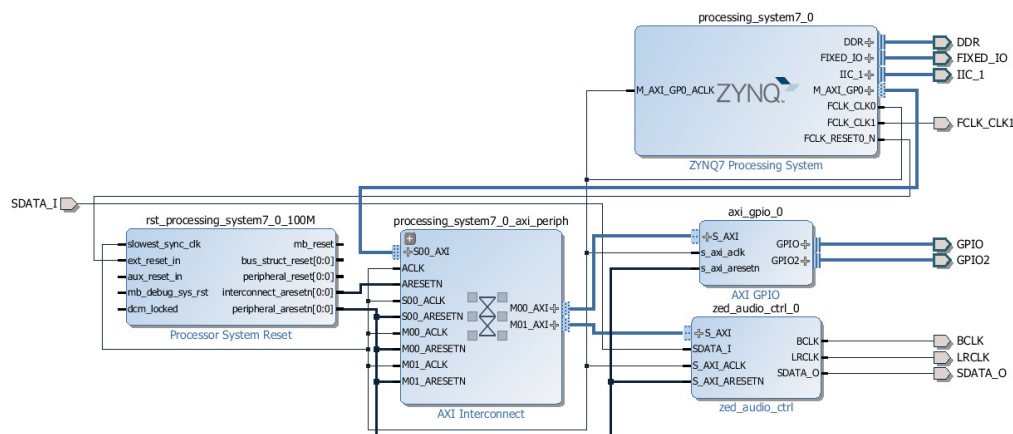 processing_system7_0
DDR
FIXED_IO
IIC_1
M_AXI_GP0
FCLK_CLK0
FCLK_CLK1
FCLK_RESET0_N
M_AXI_GP0_ACLK
ZYNQ
ZYNQ7 Processing System
DDR
FIXED_IO
IIC_1
FCLK_CLK1
SDATA_I
rst_processing_system7_0_100M
slowest_sync_clk
ext_reset_in
aux_reset_in
mb_debug_sys_rst
dcm_locked
mb_reset
bus_struct_reset[0:0]
peripheral_reset[0:0]
interconnect_aresetn[0:0]
peripheral_aresetn[0:0]
Processor System Reset
processing_system7_0_axi_periph
S00_AXI
ACLK
ARESETN
S00_ACLK
S00_ARESETN
M00_ACLK
M00_ARESETN
M01_ACLK
M01_ARESETN
M00_AXI
M01_AXI
AXI Interconnect
axi_gpio_0
S_AXI
s_axi_aclk
s_axi_aresetn
GPIO
GPIO2
AXI GPIO
GPIO
GPIO2
zed_audio_ctrl_0
S_AXI
SDATA_I
S_AXI_ACLK
S_AXI_ARESETN
BCLK
LRCLK
SDATA_O
zed_audio_ctrl
BCLK
LRCLK
SDATA_O